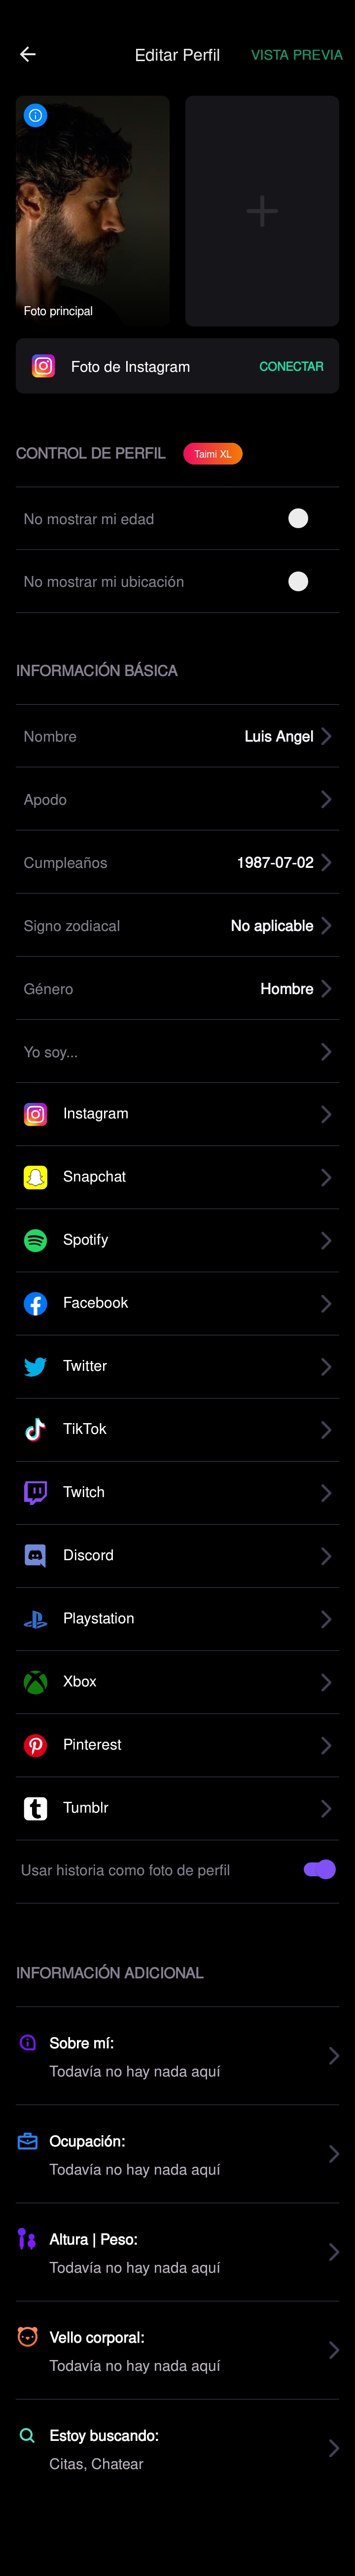 Editar Perfil VISTA PREVIA
Foto principal
Foto de Instagram CONECTAR
CONTROL DE PERFIL Taimi XL
No mostrar mi edad
No mostrar mi ubicación
INFORMACIÓN BÁSICA
Nombre Luis Angel
Apodo
Cumpleaños 1987-07-02
Signo zodiacal No aplicable
Género Hombre
Yo soy...
Instagram
Snapchat
Spotify
Facebook
Twitter
TikTok
Twitch
Discord
Playstation
Xbox
Pinterest
Tumblr
Usar historia como foto de perfil
INFORMACIÓN ADICIONAL
Sobre mí:
Todavía no hay nada aquí
Ocupación:
Todavía no hay nada aquí
Altura | Peso:
Todavía no hay nada aquí
Vello corporal:
Todavía no hay nada aquí
Estoy buscando:
Citas, Chatear